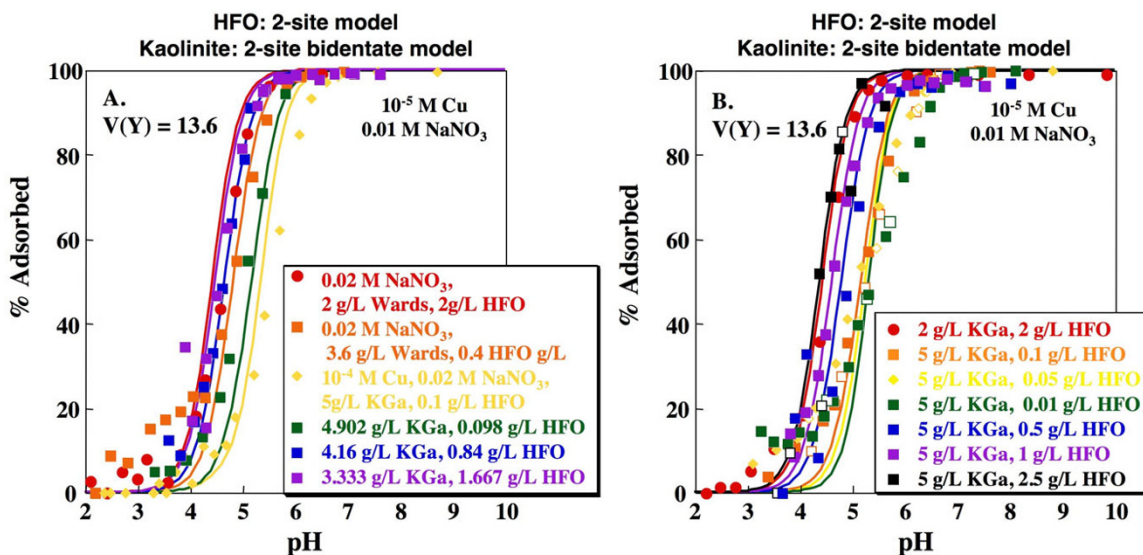 HFO: 2-site model
Kaolinite: 2-site bidentate model
A.
V(Y) = 13.6
10⁻⁵ M Cu
0.01 M NaNO₃
100
80
60
40
20
0
% Adsorbed
0.02 M NaNO₃,
2 g/L Wards, 2g/L HFO
0.02 M NaNO₃,
3.6 g/L Wards, 0.4 HFO g/L
10⁻⁴ M Cu, 0.02 M NaNO₃,
5g/L KGa, 0.1 g/L HFO
4.902 g/L KGa, 0.098 g/L HFO
4.16 g/L KGa, 0.84 g/L HFO
3.333 g/L KGa, 1.667 g/L HFO
2 3 4 5 6 7 8 9 10
pH
HFO: 2-site model
Kaolinite: 2-site bidentate model
B.
V(Y) = 13.6
10⁻⁵ M Cu
0.01 M NaNO₃
100
80
60
40
20
0
% Adsorbed
2 g/L KGa, 2 g/L HFO
5 g/L KGa, 0.1 g/L HFO
5 g/L KGa, 0.05 g/L HFO
5 g/L KGa, 0.01 g/L HFO
5 g/L KGa, 0.5 g/L HFO
5 g/L KGa, 1 g/L HFO
5 g/L KGa, 2.5 g/L HFO
2 3 4 5 6 7 8 9 10
pH